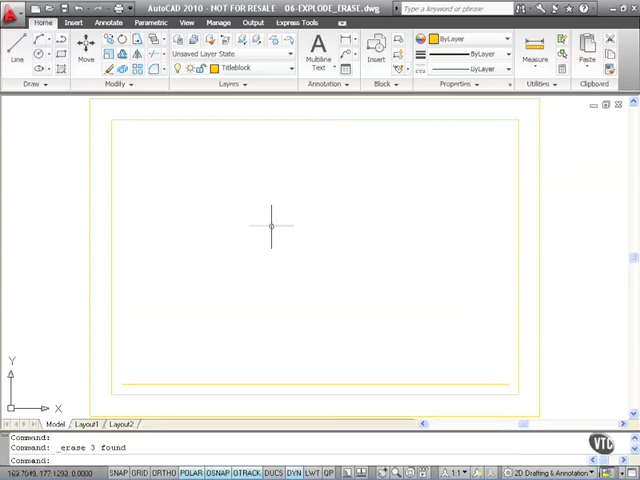 AutoCAD 2010 - NOT FOR RESALE 06-EXPLODE_ERASE.dwg
Type a keyword or phrase
Home Insert Annotate Parametric View Manage Output Express Tools
Line
Move
Unsaved Layer State
Titleblock
Multiline
Text
Insert
ByLayer
ByLayer
ByLayer
Measure
Paste
Draw Modify Layers Annotation Block Properties Utilities Clipboard
Y
X
Model Layout1 Layout2
Command:
Command: _erase 3 found
VTC
Command:
SNAP GRID ORTHO POLAR OSNAP OTRACK DUCS DYN LWT QP 1:1 2D Drafting & Annotation